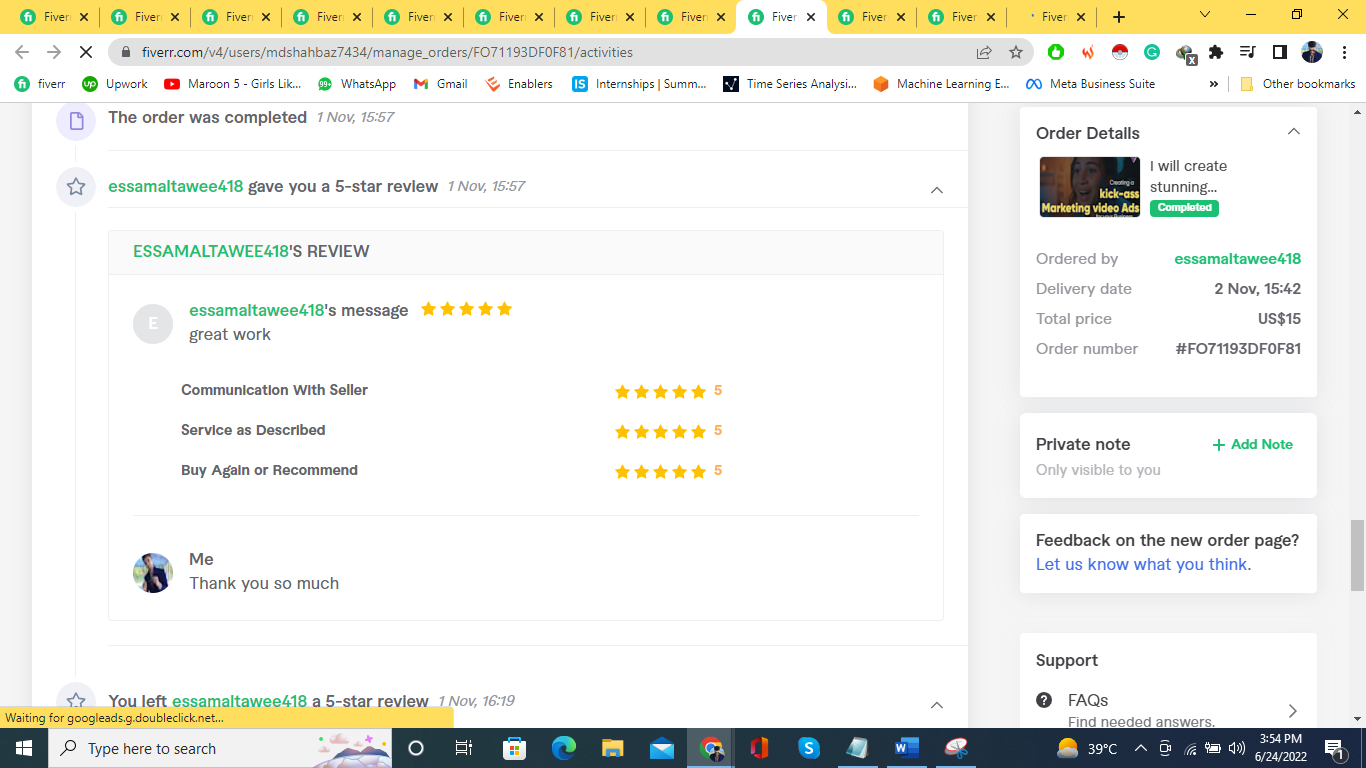 Fiverr
Fiverr
Fiverr
Fiverr
Fiverr
Fiverr
Fiverr
Fiverr
Fiverr
Fiverr
Fiverr
Fiverr
fiverr.com/v4/users/mdshahbaz7434/manage_orders/FO71193DF0F81/activities
fiverr
Upwork
Maroon 5 - Girls Lik...
99+
WhatsApp
Gmail
Enablers
IS
Internships | Summ...
Time Series Analysi...
Machine Learning E...
Meta Business Suite
»
Other bookmarks
The order was completed 1 Nov, 15:57
essamaltawee418 gave you a 5-star review 1 Nov, 15:57
ESSAMALTAWEE418'S REVIEW
E
essamaltawee418's message
great work
Communication With Seller 5
Service as Described 5
Buy Again or Recommend 5
Me
Thank you so much
You left essamaltawee418 a 5-star review 1 Nov, 16:19
Order Details
Creating a
kick-ass
Marketing video Ads
for your Business
I will create
stunning...
Completed
Ordered by essamaltawee418
Delivery date 2 Nov, 15:42
Total price US$15
Order number #FO71193DF0F81
Private note + Add Note
Only visible to you
Feedback on the new order page?
Let us know what you think.
Support
FAQs
Find needed answers.
Waiting for googleads.g.doubleclick.net...
Type here to search
39°C
3:54 PM
6/24/2022
1